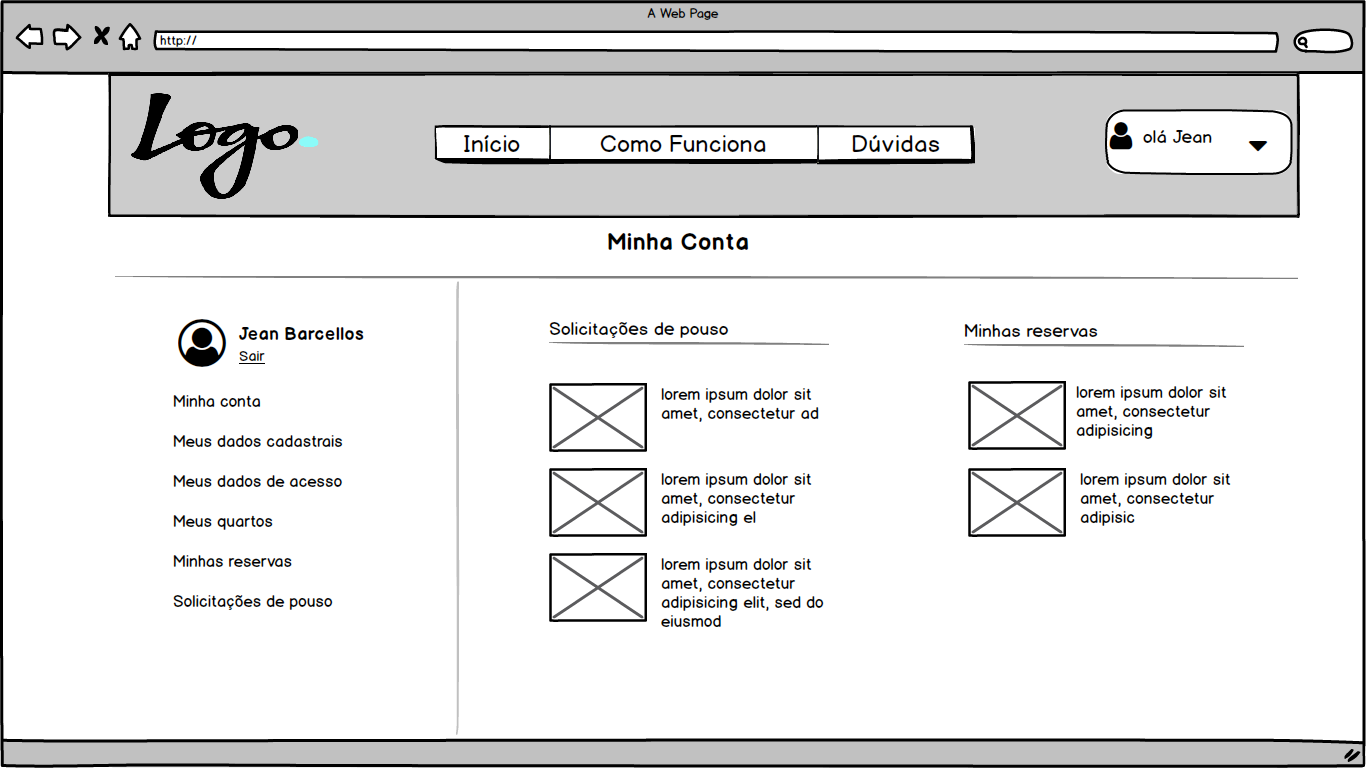 A Web Page
http://
Logo
Início
Como Funciona
Dúvidas
olá Jean
Minha Conta
Jean Barcellos
Sair
Minha conta
Meus dados cadastrais
Meus dados de acesso
Meus quartos
Minhas reservas
Solicitações de pouso
Solicitações de pouso
lorem ipsum dolor sit
amet, consectetur ad
lorem ipsum dolor sit
amet, consectetur
adipisicing el
lorem ipsum dolor sit
amet, consectetur
adipisicing elit, sed do
eiusmod
Minhas reservas
lorem ipsum dolor sit
amet, consectetur
adipisicing
lorem ipsum dolor sit
amet, consectetur
adipisic